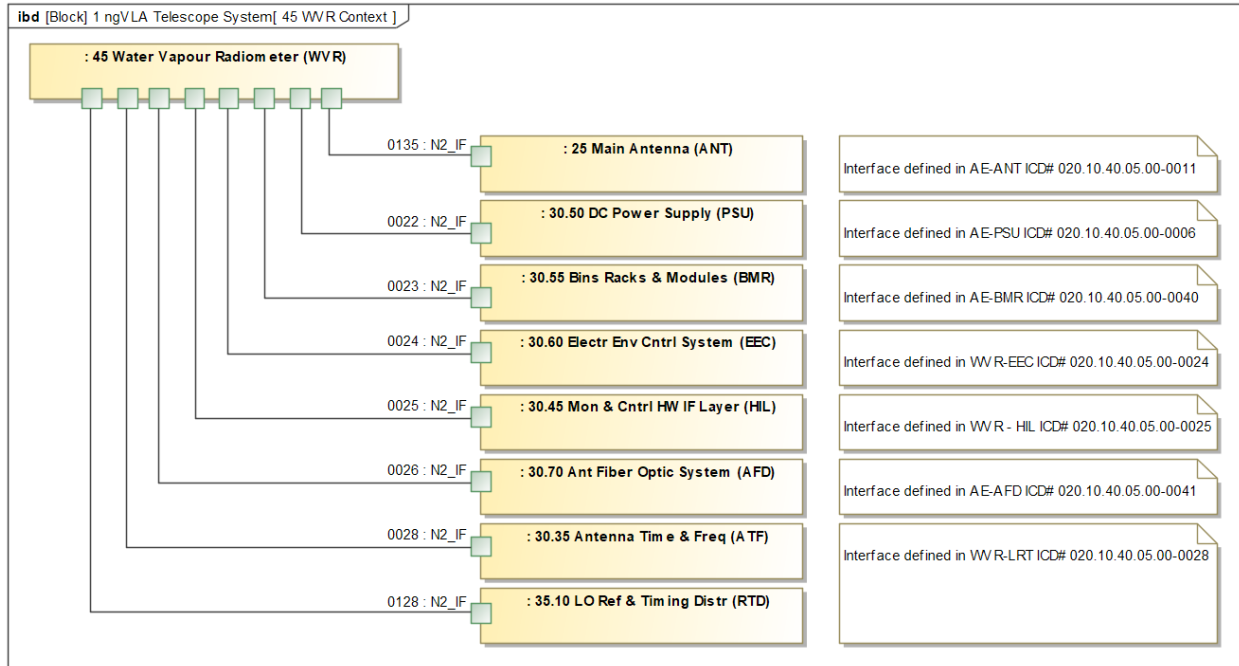 ibd [Block] 1 ngVLA Telescope System[ 45 WVR Context ]
: 45 Water Vapour Radiometer (WVR)
0135 : N2_IF
: 25 Main Antenna (ANT)
Interface defined in AE-ANT ICD# 020.10.40.05.00-0011
0022 : N2_IF
: 30.50 DC Power Supply (PSU)
Interface defined in AE-PSU ICD# 020.10.40.05.00-0006
0023 : N2_IF
: 30.55 Bins Racks & Modules (BMR)
Interface defined in AE-BMR ICD# 020.10.40.05.00-0040
0024 : N2_IF
: 30.60 Electr Env Cntrl System (EEC)
Interface defined in WVR-EEC ICD# 020.10.40.05.00-0024
0025 : N2_IF
: 30.45 Mon & Cntrl HW IF Layer (HIL)
Interface defined in WVR - HIL ICD# 020.10.40.05.00-0025
0026 : N2_IF
: 30.70 Ant Fiber Optic System (AFD)
Interface defined in AE-AFD ICD# 020.10.40.05.00-0041
0028 : N2_IF
: 30.35 Antenna Time & Freq (ATF)
Interface defined in WVR-LRT ICD# 020.10.40.05.00-0028
0128 : N2_IF
: 35.10 LO Ref & Timing Distr (RTD)